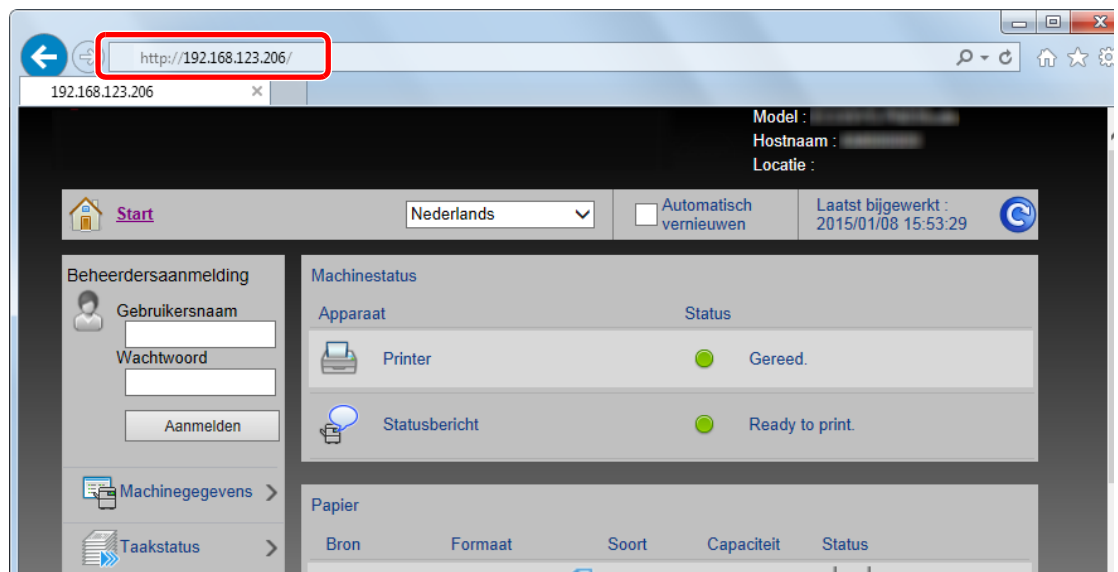 http://192.168.123.206/
192.168.123.206
Model :
Hostnaam :
Locatie :
Start
Nederlands
Automatisch
vernieuwen
Laatst bijgewerkt :
2015/01/08 15:53:29
Beheerdersaanmelding
Gebruikersnaam
Wachtwoord
Aanmelden
Machinegegevens
Taakstatus
Machinestatus
Apparaat Status
Printer Gereed.
Statusbericht Ready to print.
Papier
Bron Formaat Soort Capaciteit Status